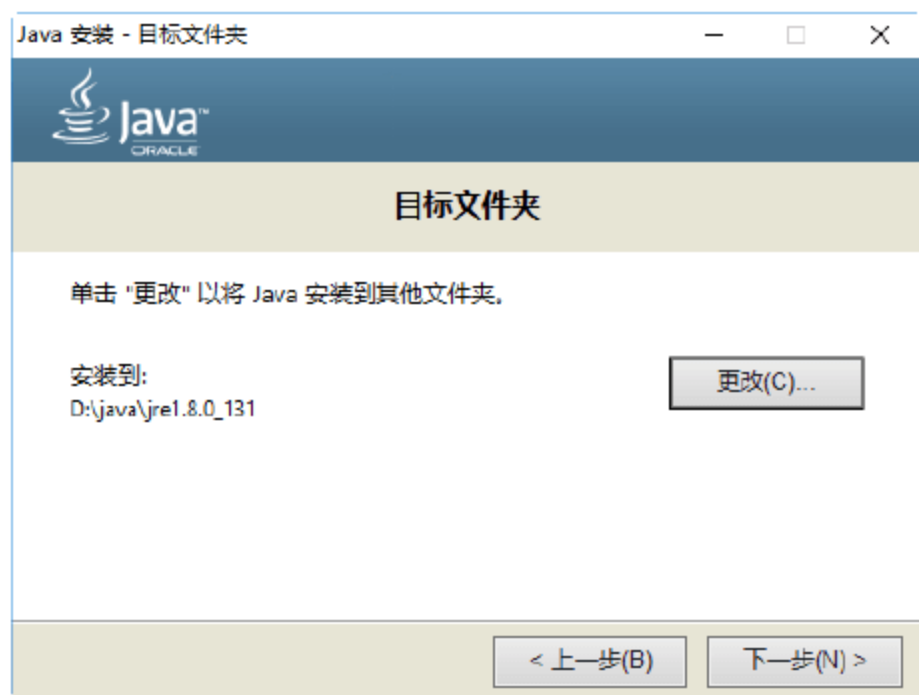 Java 安装 - 目标文件夹
Java™
ORACLE
目标文件夹
单击 "更改" 以将 Java 安装到其他文件夹。
安装到:
更改(C)...
D:\java\jre1.8.0_131
< 上一步(B)
下一步(N) >